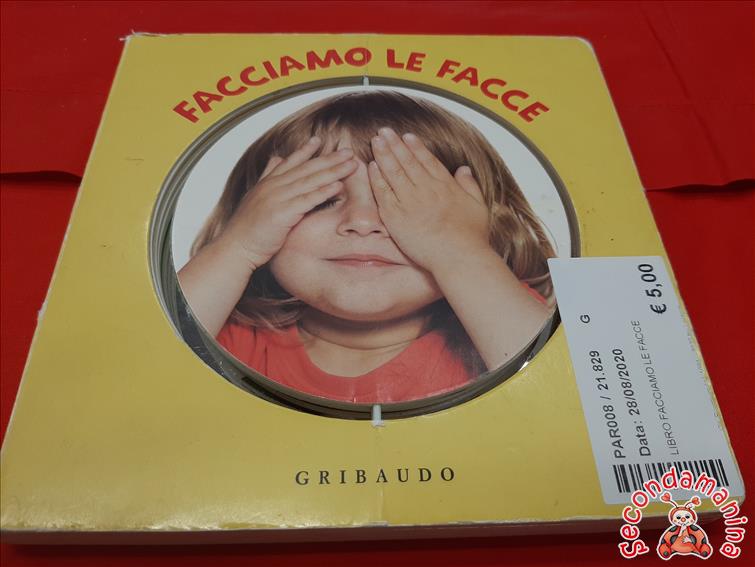 FACCIAMO LE FACCE
GRIBAUDO
PAR008 / 21.829 G
Data: 28/08/2020
LIBRO FACCIAMO LE FACCE
€ 5,00
Secondamanina